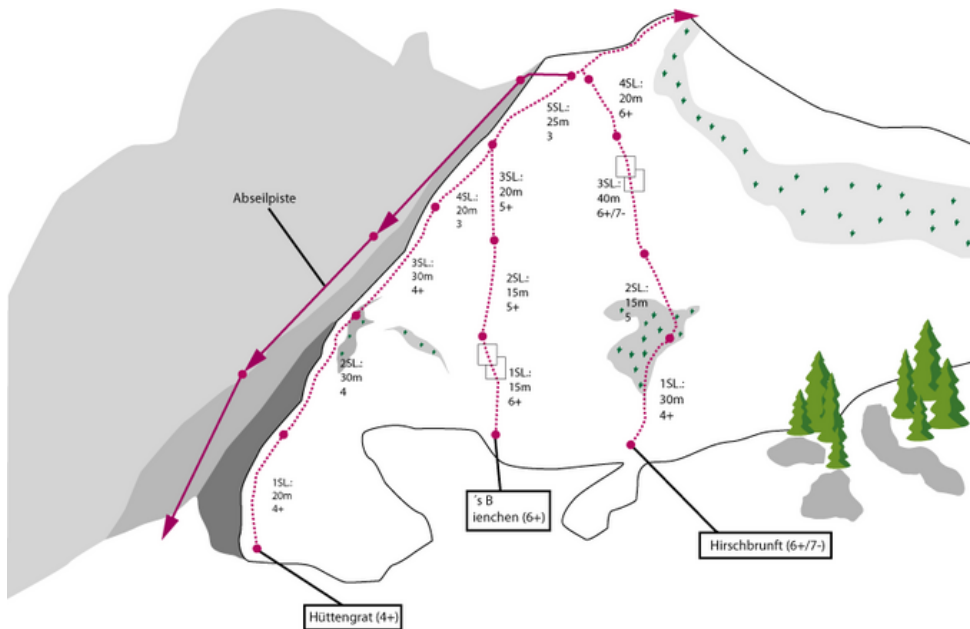 5SL.:
25m
3
4SL.:
20m
6+
3SL.:
20m
5+
3SL.:
40m
6+/7-
Abseilpiste
4SL.:
20m
3
3SL.:
30m
4+
2SL.:
15m
5+
2SL.:
15m
5
2SL.:
30m
4
1SL.:
15m
6+
1SL.:
30m
4+
1SL.:
20m
4+
´s B
ienchen (6+)
Hirschbrunft (6+/7-)
Hüttengrat (4+)